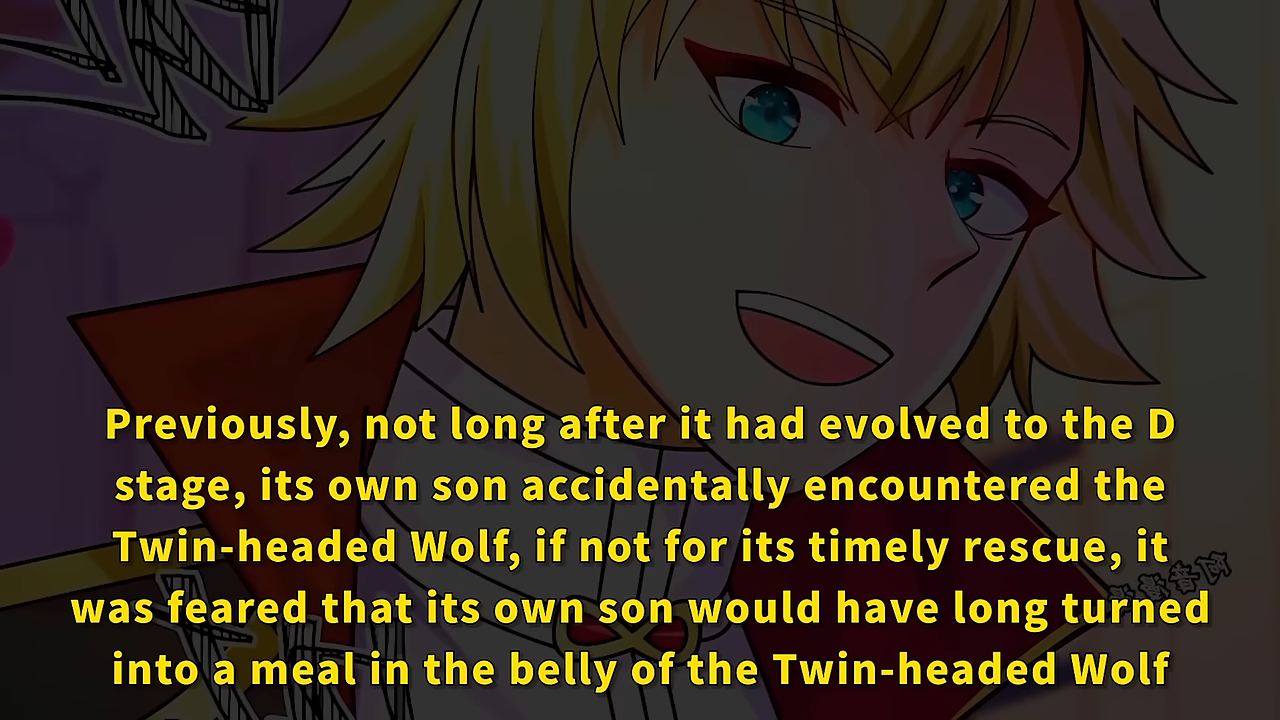 Previously, not long after it had evolved to the D
stage, its own son accidentally encountered the
Twin-headed Wolf, if not for its timely rescue, it
was feared that its own son would have long turned
into a meal in the belly of the Twin-headed Wolf